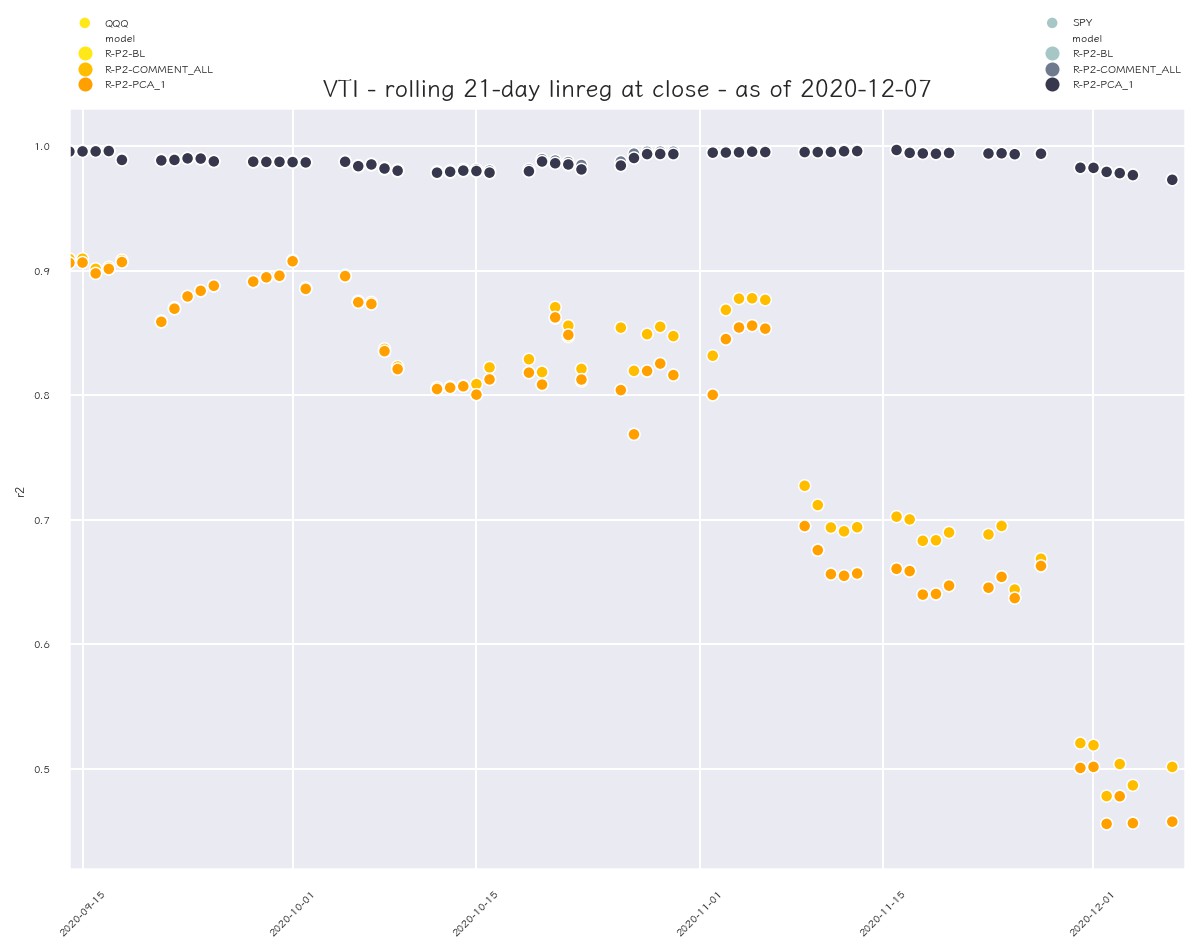 QQQ
model
R-P2-BL
R-P2-COMMENT_ALL
R-P2-PCA_1
SPY
model
R-P2-BL
R-P2-COMMENT_ALL
R-P2-PCA_1
VTI - rolling 21-day linreg at close - as of 2020-12-07
1.0
0.9
0.8
0.7
0.6
0.5
r2
2020-09-15
2020-10-01
2020-10-15
2020-11-01
2020-11-15
2020-12-01